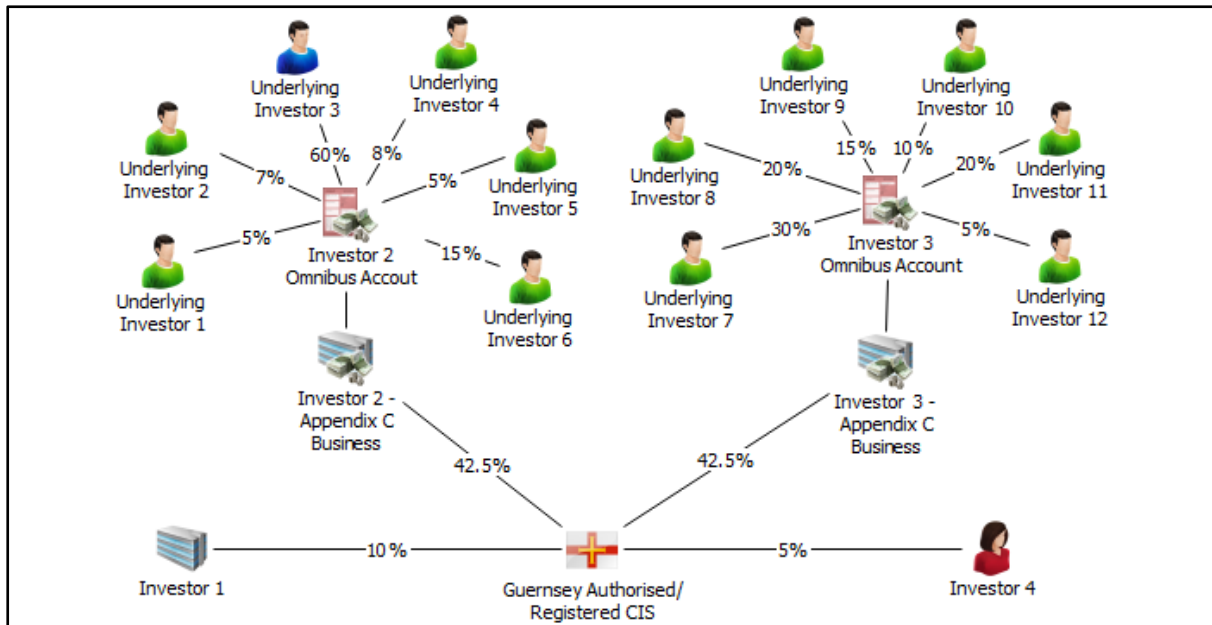 Underlying
Investor 3
Underlying
Investor 4
Underlying
Investor 9
Underlying
Investor 10
Underlying
Investor 2
60%
8%
7%
5%
Underlying
Investor 5
5%
Investor 2
Omnibus Accout
15%
Underlying
Investor 1
Underlying
Investor 6
Underlying
Investor 8
15%
10%
20%
20%
Underlying
Investor 11
30%
Investor 3
Omnibus Account
5%
Underlying
Investor 7
Underlying
Investor 12
Investor 2 -
Appendix C
Business
Investor 3 -
Appendix C
Business
42.5%
42.5%
Investor 1
10%
Guernsey Authorised/
Registered CIS
5%
Investor 4